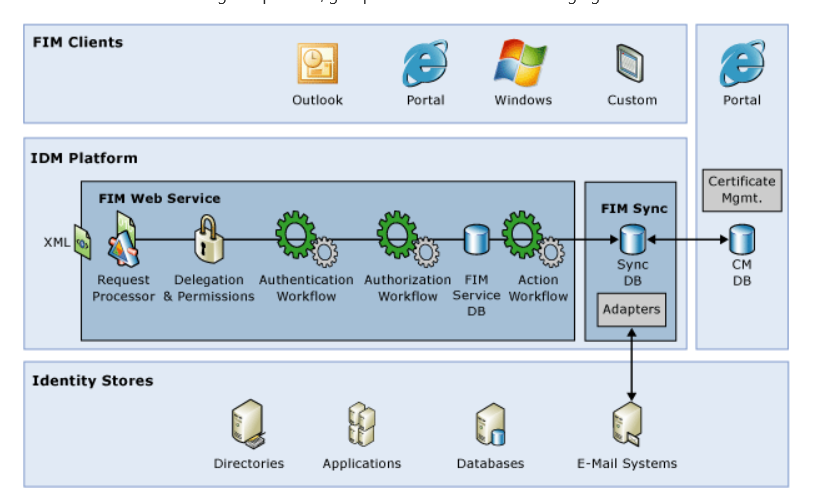 FIM Clients
Outlook
Portal
Windows
Custom
Portal
IDM Platform
FIM Web Service
XML
Request
Processor
Delegation
& Permissions
Authentication
Workflow
Authorization
Workflow
FIM
Service
DB
Action
Workflow
FIM Sync
Sync
DB
Adapters
Certificate
Mgmt.
CM
DB
Identity Stores
Directories
Applications
Databases
E-Mail Systems